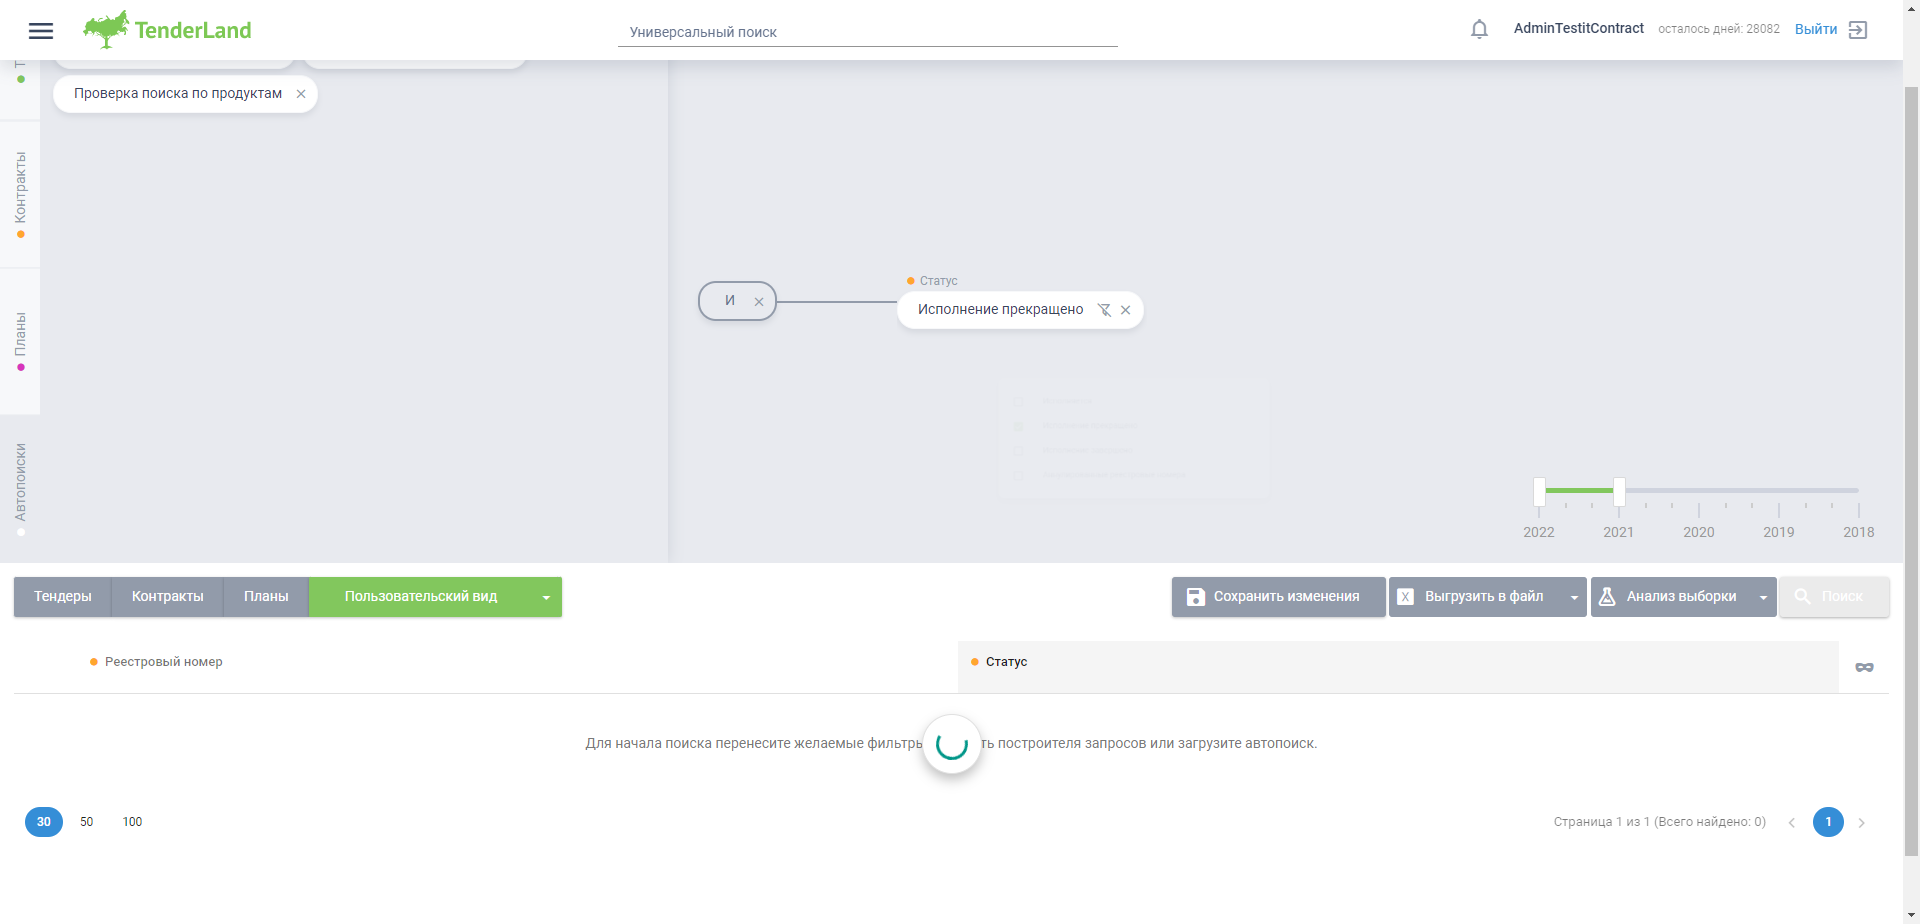 TenderLand
Универсальный поиск
AdminTestitContract
осталось дней: 28082
Выйти
Проверка поиска по продуктам
Контракты
Планы
Автопоиски
И
Статус
Исполнение прекращено
2022 2021 2020 2019 2018
Тендеры Контракты Планы Пользовательский вид
Сохранить изменения Выгрузить в файл Анализ выборки Поиск
Реестровый номер Статус
Для начала поиска перенесите желаемые фильтры построителя запросов или загрузите автопоиск.
30 50 100
Страница 1 из 1 (Всего найдено: 0) 1